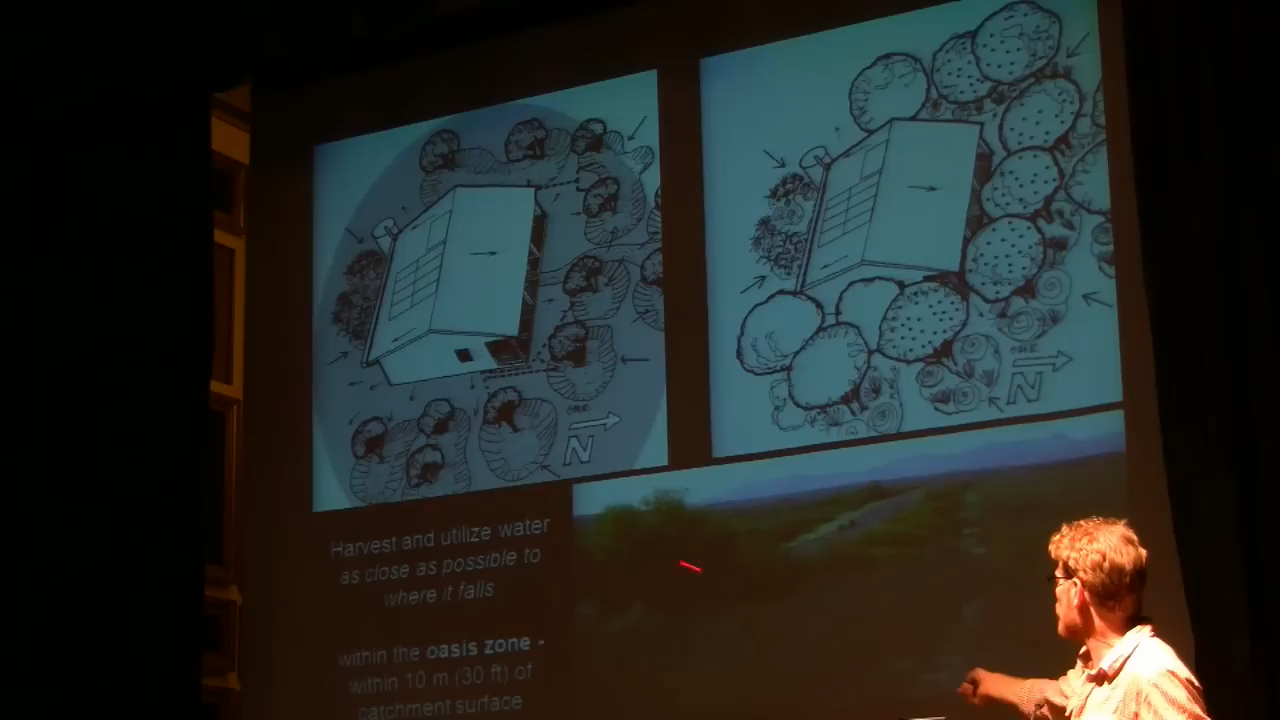 N
N
Harvest and utilize water
as close as possible to
where it falls
within the oasis zone -
within 10 m (30 ft) of
catchment surface